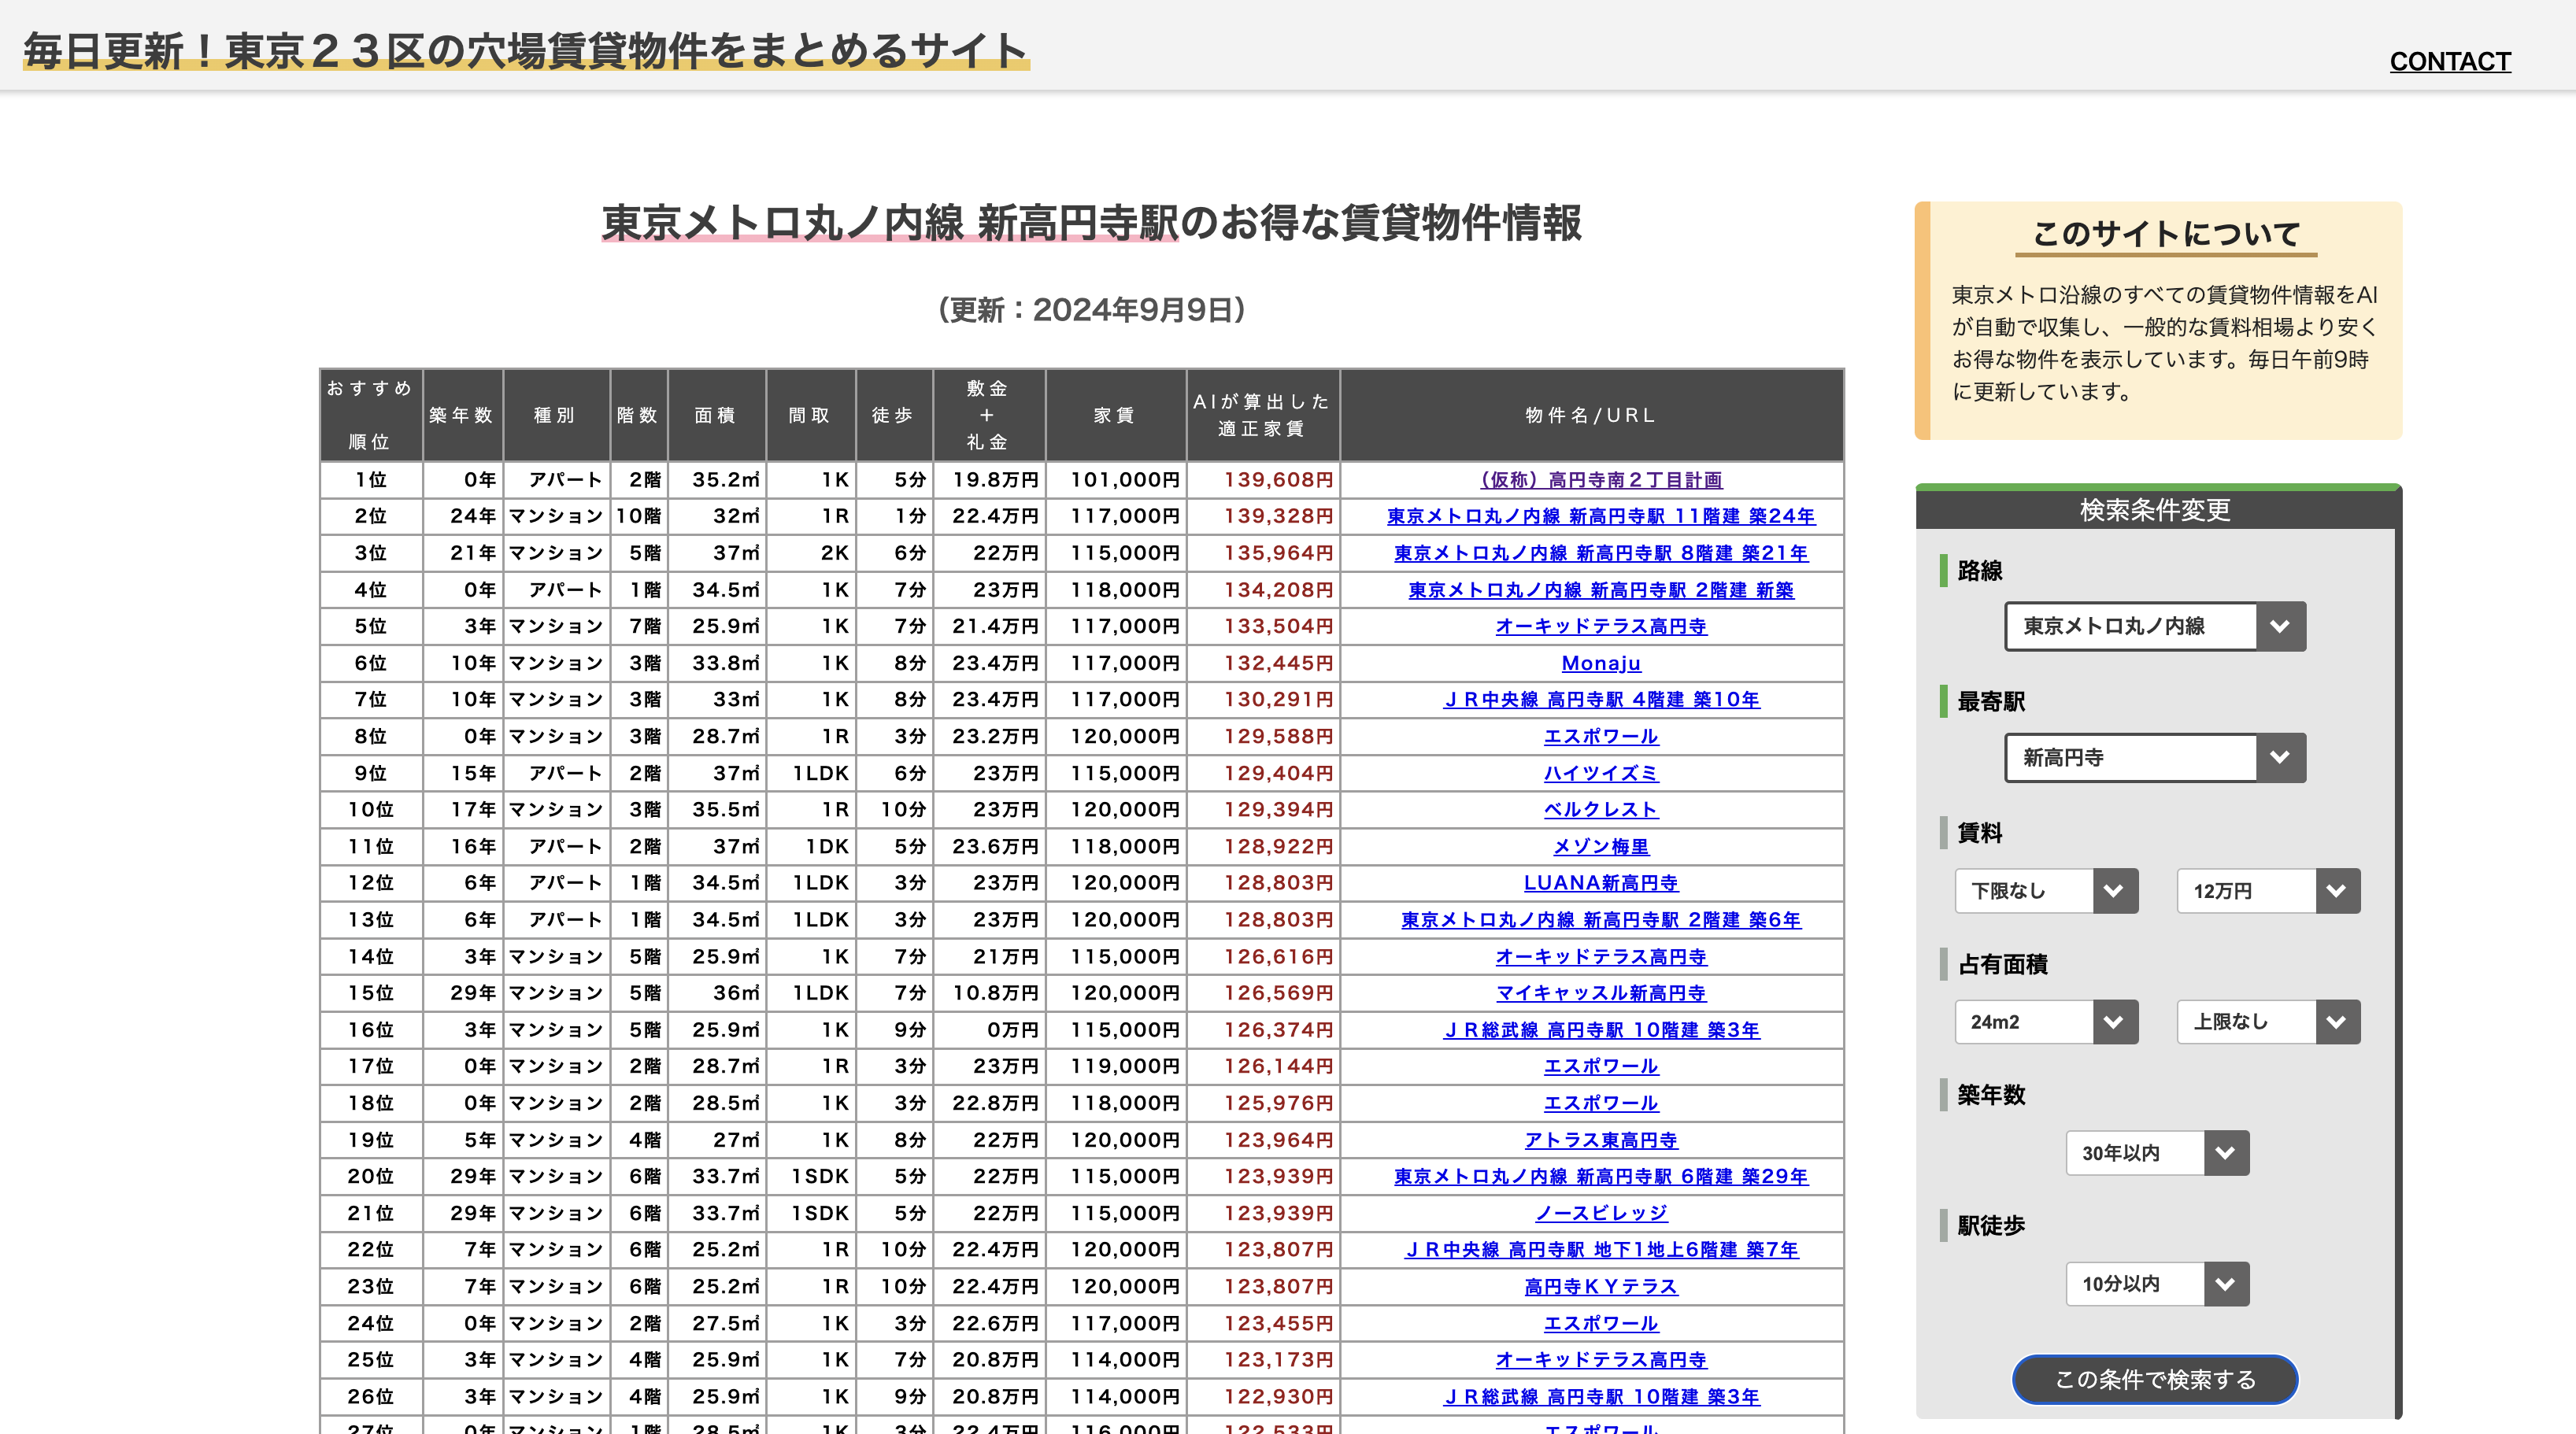 毎日更新！東京２３区の穴場賃貸物件をまとめるサイト
CONTACT
東京メトロ丸ノ内線 新高円寺駅のお得な賃貸物件情報
（更新：2024年9月9日）
おすすめ順位 築年数 種別 階数 面積 間取 徒歩 敷金+礼金 家賃 AIが算出した適正家賃 物件名/URL
1位 0年 アパート 2階 35.2㎡ 1K 5分 19.8万円 101,000円 139,608円 （仮称）高円寺南２丁目計画
2位 24年 マンション 10階 32㎡ 1R 1分 22.4万円 117,000円 139,328円 東京メトロ丸ノ内線 新高円寺駅 11階建 築24年
3位 21年 マンション 5階 37㎡ 2K 6分 22万円 115,000円 135,964円 東京メトロ丸ノ内線 新高円寺駅 8階建 築21年
4位 0年 アパート 1階 34.5㎡ 1K 7分 23万円 118,000円 134,208円 東京メトロ丸ノ内線 新高円寺駅 2階建 新築
5位 3年 マンション 7階 25.9㎡ 1K 7分 21.4万円 117,000円 133,504円 オーキッドテラス高円寺
6位 10年 マンション 3階 33.8㎡ 1K 8分 23.4万円 117,000円 132,445円 Monaju
7位 10年 マンション 3階 33㎡ 1K 8分 23.4万円 117,000円 130,291円 ＪＲ中央線 高円寺駅 4階建 築10年
8位 0年 マンション 3階 28.7㎡ 1R 3分 23.2万円 120,000円 129,588円 エスポワール
9位 15年 アパート 2階 37㎡ 1LDK 6分 23万円 115,000円 129,404円 ハイツイズミ
10位 17年 マンション 3階 35.5㎡ 1R 10分 23万円 120,000円 129,394円 ベルクレスト
11位 16年 アパート 2階 37㎡ 1DK 5分 23.6万円 118,000円 128,922円 メゾン梅里
12位 6年 アパート 1階 34.5㎡ 1LDK 3分 23万円 120,000円 128,803円 LUANA新高円寺
13位 6年 アパート 1階 34.5㎡ 1LDK 3分 23万円 120,000円 128,803円 東京メトロ丸ノ内線 新高円寺駅 2階建 築6年
14位 3年 マンション 5階 25.9㎡ 1K 7分 21万円 115,000円 126,616円 オーキッドテラス高円寺
15位 29年 マンション 5階 36㎡ 1LDK 7分 10.8万円 120,000円 126,569円 マイキャッスル新高円寺
16位 3年 マンション 5階 25.9㎡ 1K 9分 0万円 115,000円 126,374円 ＪＲ総武線 高円寺駅 10階建 築3年
17位 0年 マンション 2階 28.7㎡ 1R 3分 23万円 119,000円 126,144円 エスポワール
18位 0年 マンション 2階 28.5㎡ 1K 3分 22.8万円 118,000円 125,976円 エスポワール
19位 5年 マンション 4階 27㎡ 1K 8分 22万円 120,000円 123,964円 アトラス東高円寺
20位 29年 マンション 6階 33.7㎡ 1SDK 5分 22万円 115,000円 123,939円 東京メトロ丸ノ内線 新高円寺駅 6階建 築29年
21位 29年 マンション 6階 33.7㎡ 1SDK 5分 22万円 115,000円 123,939円 ノースビレッジ
22位 7年 マンション 6階 25.2㎡ 1R 10分 22.4万円 120,000円 123,807円 ＪＲ中央線 高円寺駅 地下1地上6階建 築7年
23位 7年 マンション 6階 25.2㎡ 1R 10分 22.4万円 120,000円 123,807円 高円寺ＫＹテラス
24位 0年 マンション 2階 27.5㎡ 1K 3分 22.6万円 117,000円 123,455円 エスポワール
25位 3年 マンション 4階 25.9㎡ 1K 7分 20.8万円 114,000円 123,173円 オーキッドテラス高円寺
26位 3年 マンション 4階 25.9㎡ 1K 9分 20.8万円 114,000円 122,930円 ＪＲ総武線 高円寺駅 10階建 築3年
27位 0年 マンション 1階 28.5㎡ 1K 3分 22.4万円 116,000円 122,533円 エスポワール
このサイトについて
東京メトロ沿線のすべての賃貸物件情報をAI
が自動で収集し、一般的な賃料相場より安く
お得な物件を表示しています。毎日午前9時
に更新しています。
検索条件変更
路線
東京メトロ丸ノ内線
最寄駅
新高円寺
賃料
下限なし 12万円
占有面積
24m2 上限なし
築年数
30年以内
駅徒歩
10分以内
この条件で検索する